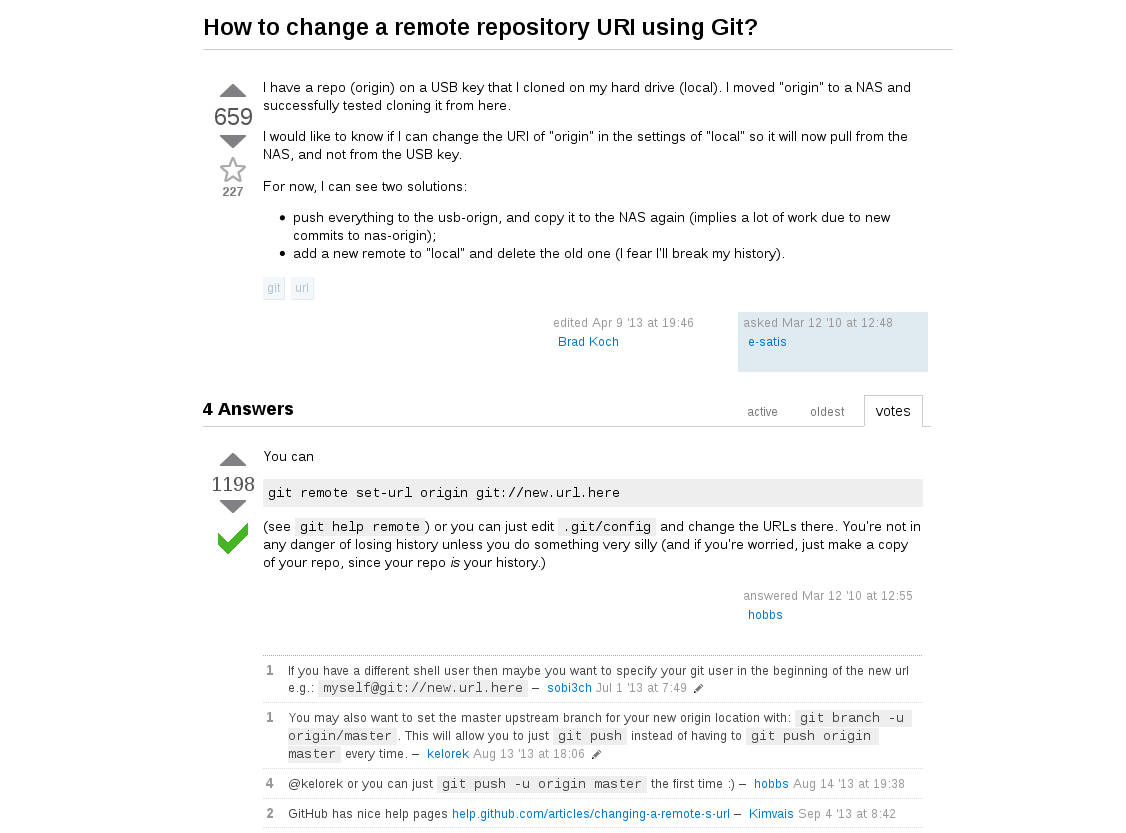 How to change a remote repository URI using Git?
I have a repo (origin) on a USB key that I cloned on my hard drive (local). I moved "origin" to a NAS and
successfully tested cloning it from here.
659
I would like to know if I can change the URI of "origin" in the settings of "local" so it will now pull from the
NAS, and not from the USB key.
227
For now, I can see two solutions:
• push everything to the usb-orign, and copy it to the NAS again (implies a lot of work due to new
commits to nas-origin);
• add a new remote to "local" and delete the old one (I fear I'll break my history).
git url
edited Apr 9 '13 at 19:46 asked Mar 12 '10 at 12:48
Brad Koch e-satis
4 Answers active oldest votes
You can
1198
git remote set-url origin git://new.url.here
(see git help remote) or you can just edit .git/config and change the URLs there. You're not in
any danger of losing history unless you do something very silly (and if you're worried, just make a copy
of your repo, since your repo is your history.)
answered Mar 12 '10 at 12:55
hobbs
1 If you have a different shell user then maybe you want to specify your git user in the beginning of the new url
e.g.: myself@git://new.url.here – sobi3ch Jul 1 '13 at 7:49
1 You may also want to set the master upstream branch for your new origin location with: git branch -u
origin/master. This will allow you to just git push instead of having to git push origin
master every time. – kelorek Aug 13 '13 at 18:06
4 @kelorek or you can just git push -u origin master the first time :) – hobbs Aug 14 '13 at 19:38
2 GitHub has nice help pages help.github.com/articles/changing-a-remote-s-url – Kimvais Sep 4 '13 at 8:42